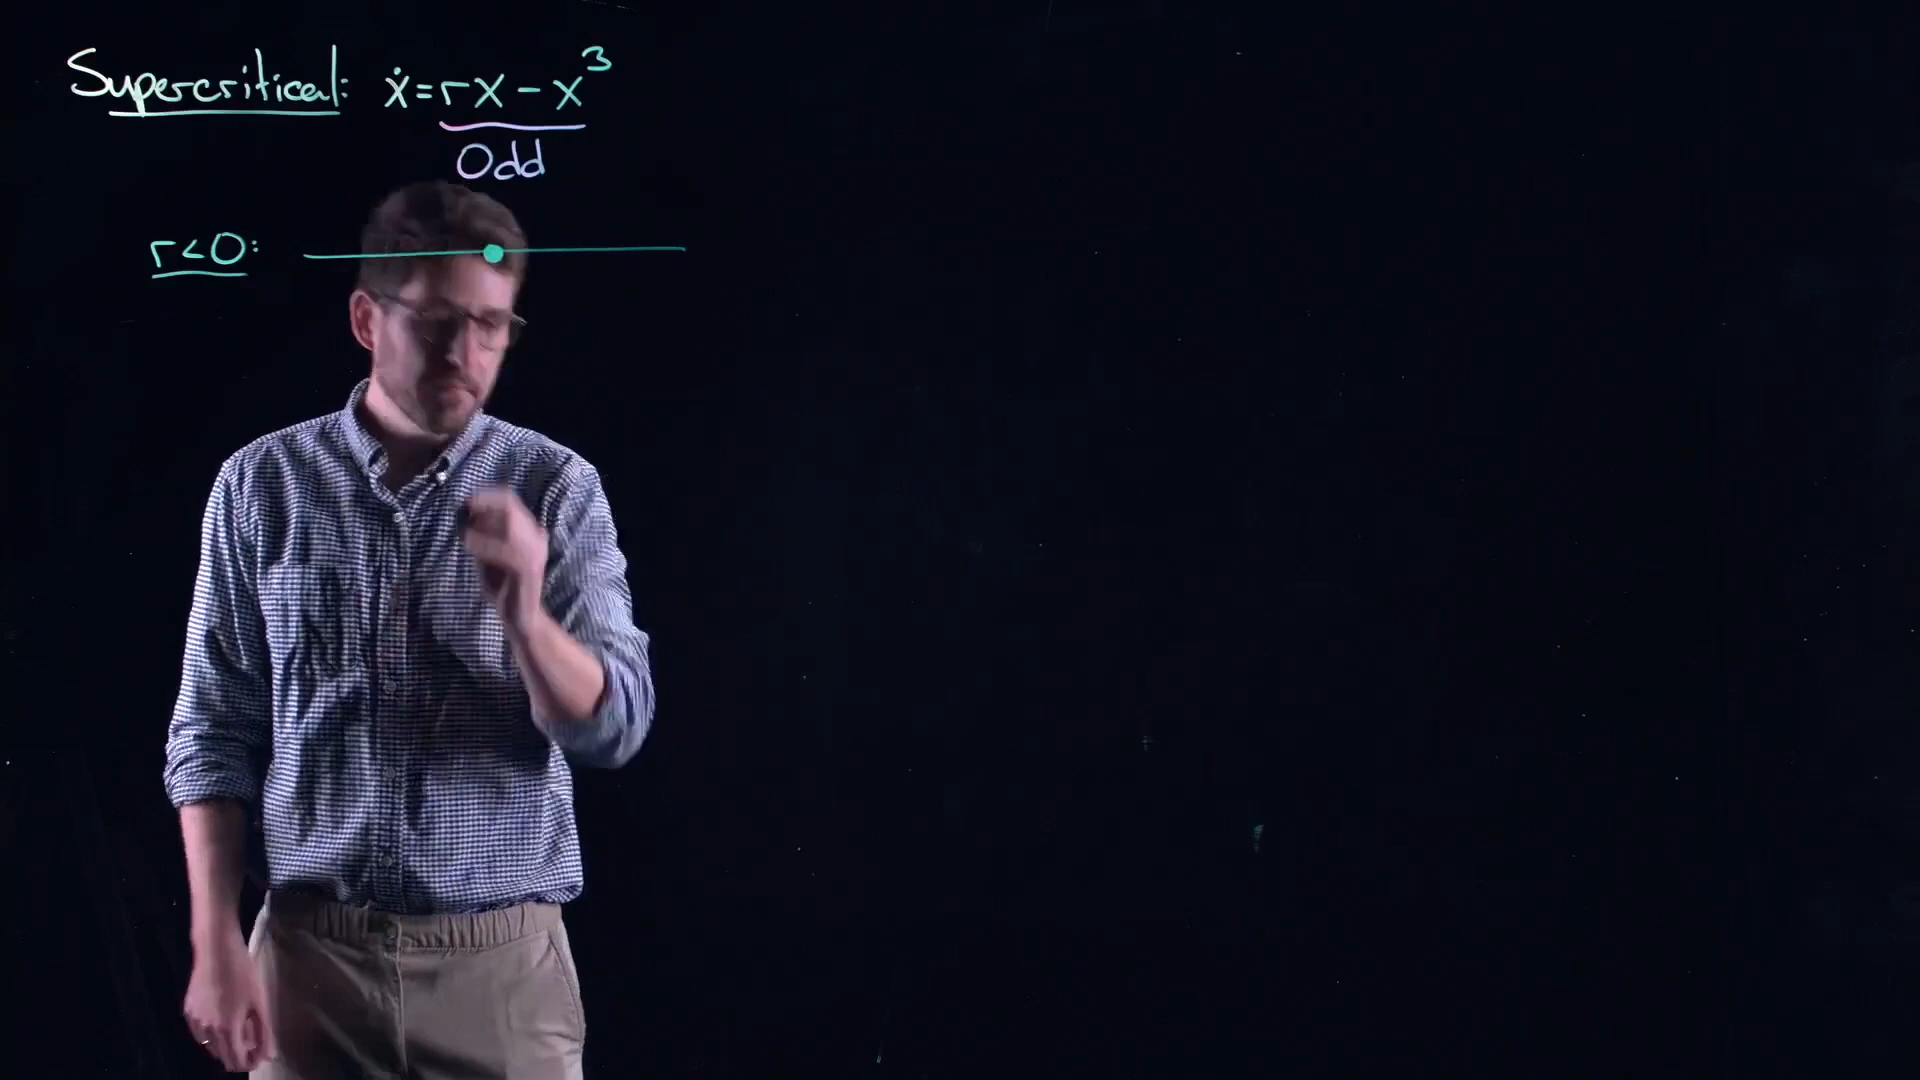 Supercritical: ẋ = rx - x³
Odd
r<0: